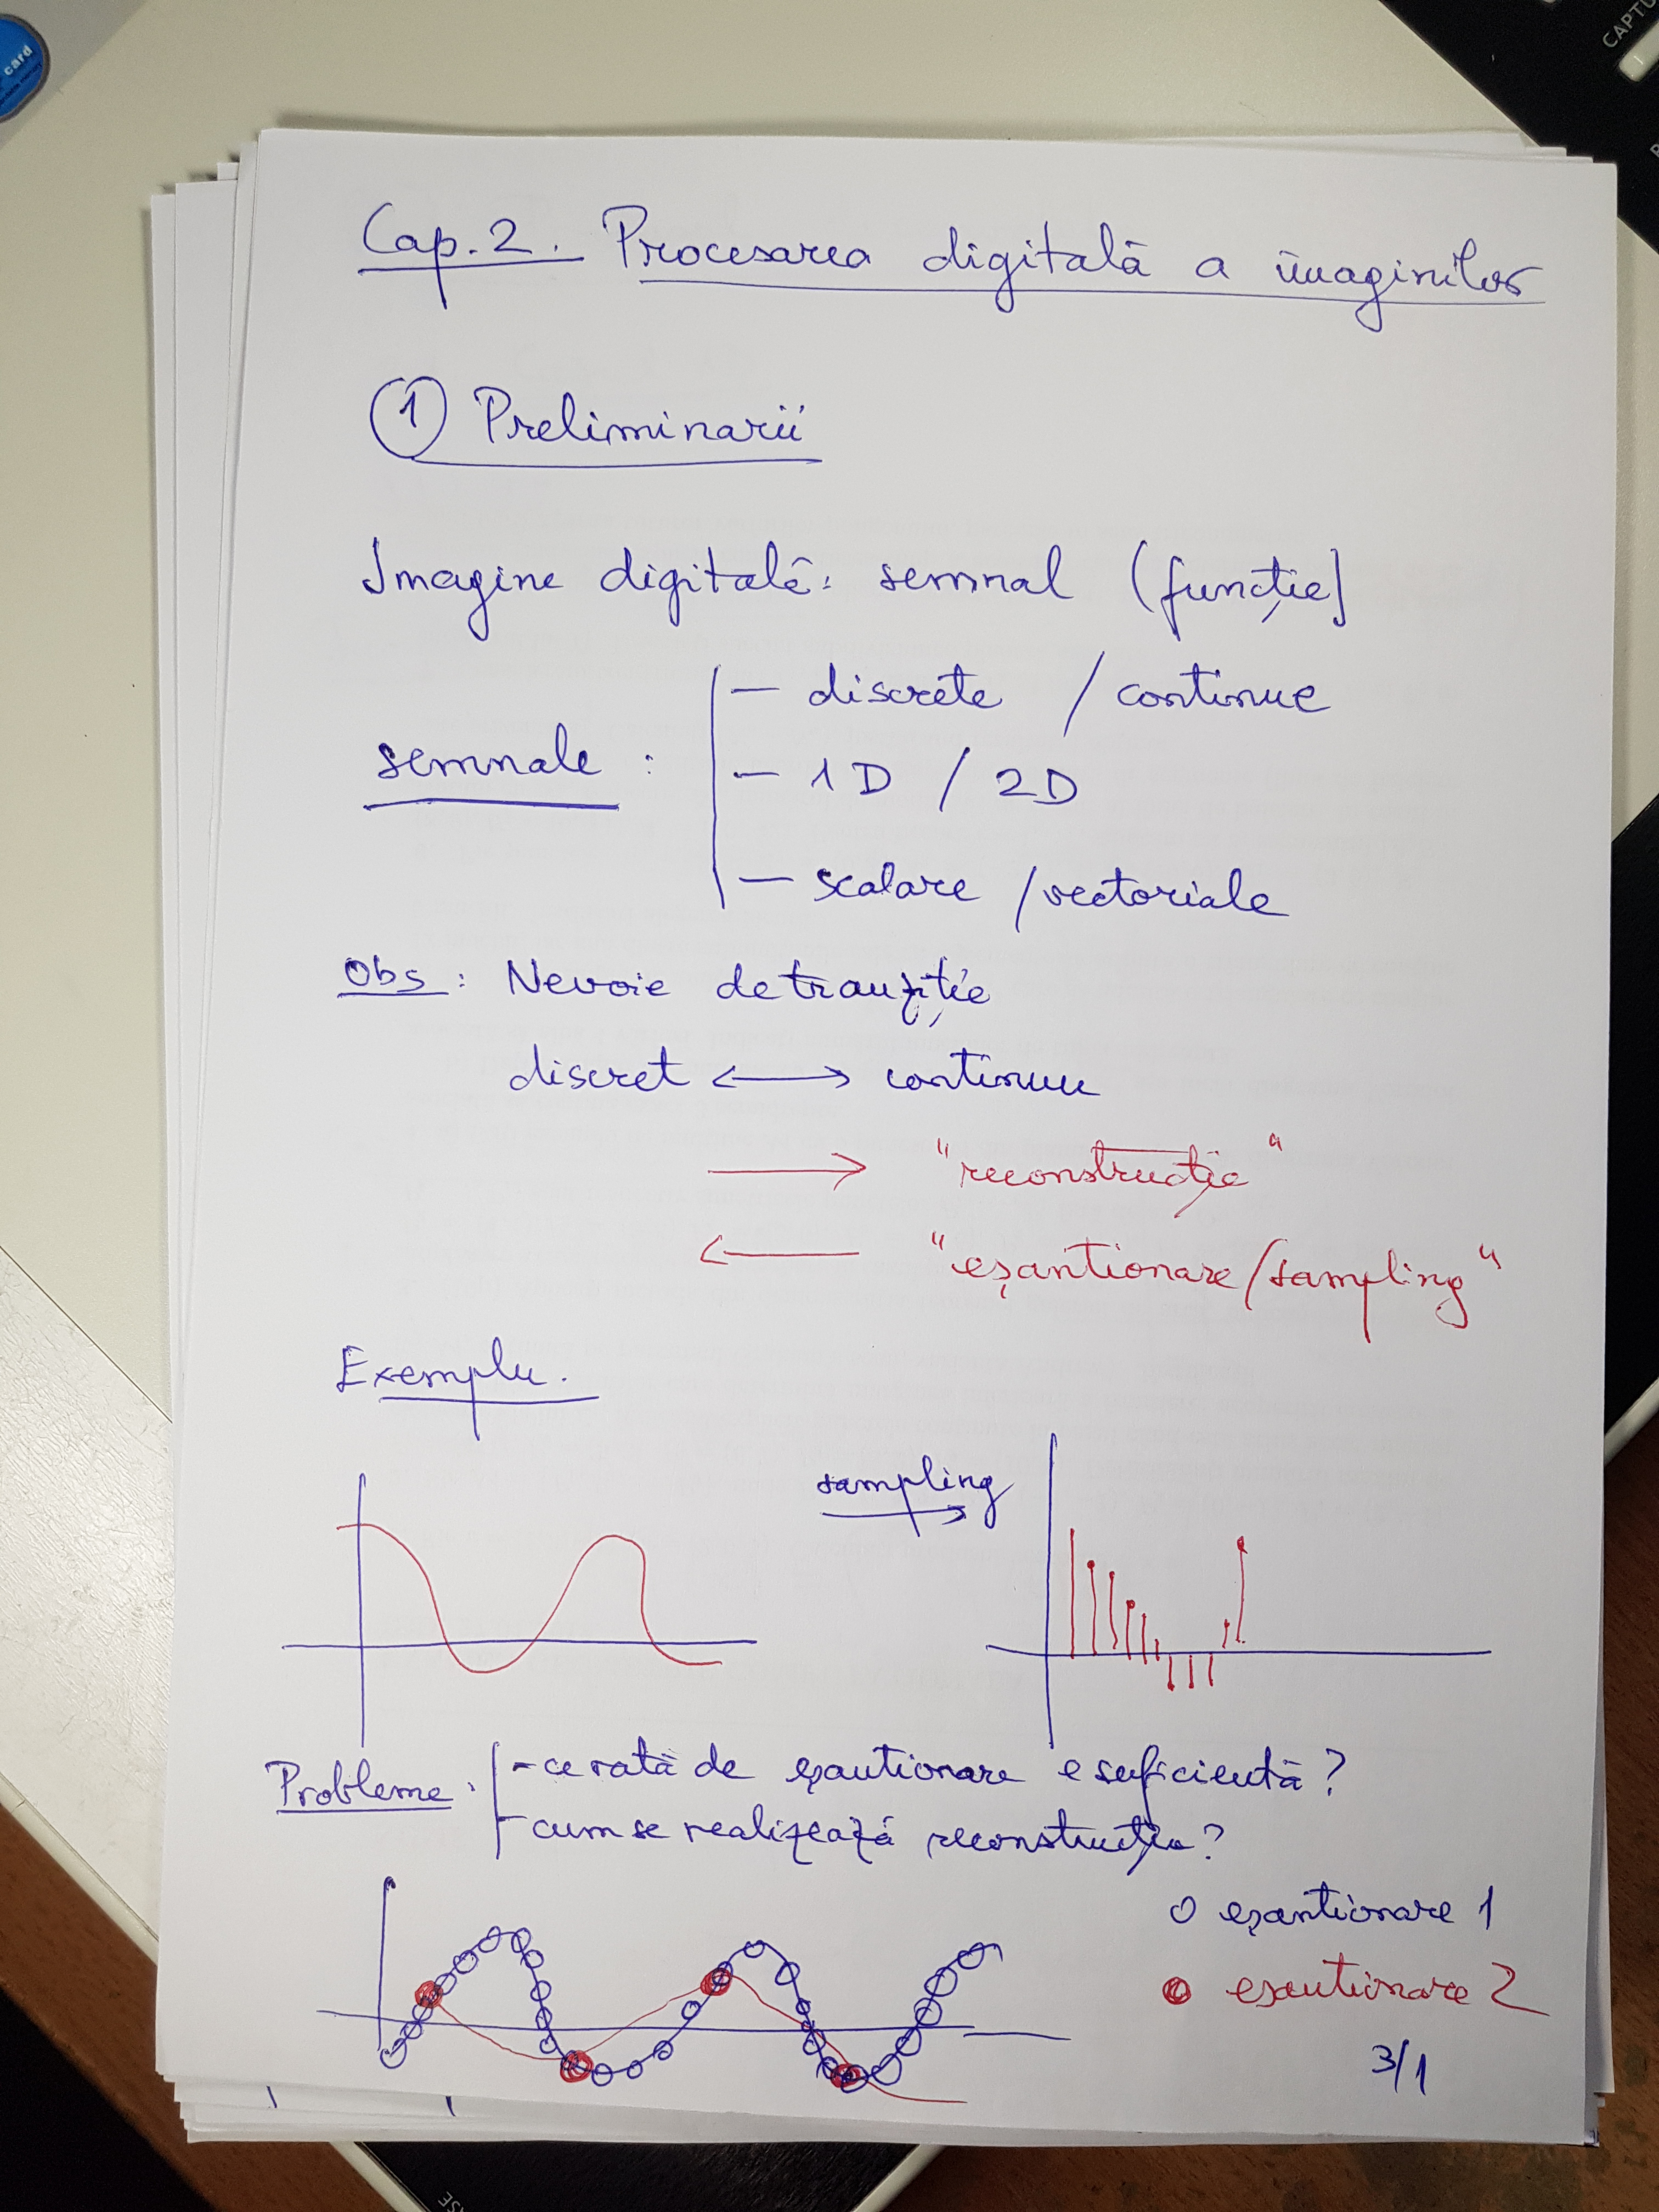 card
CAPTU
Cap. 2. Procesarea digitală a imaginilor
① Preliminarii
Imagine digitală: semnal (funcție)
semnale :
— discrete / continue
— 1D / 2D
— scalare / vectoriale
Obs : Nevoie de tranziție
discret ⟷ continuu
⟶ "reconstrucție"
⟵ "eșantionare/sampling"
Exemplu.
sampling
Probleme :
- ce rată de eșantionare e suficientă ?
- cum se realizează reconstrucția ?
o eșantionare 1
● eșantionare 2
3/1